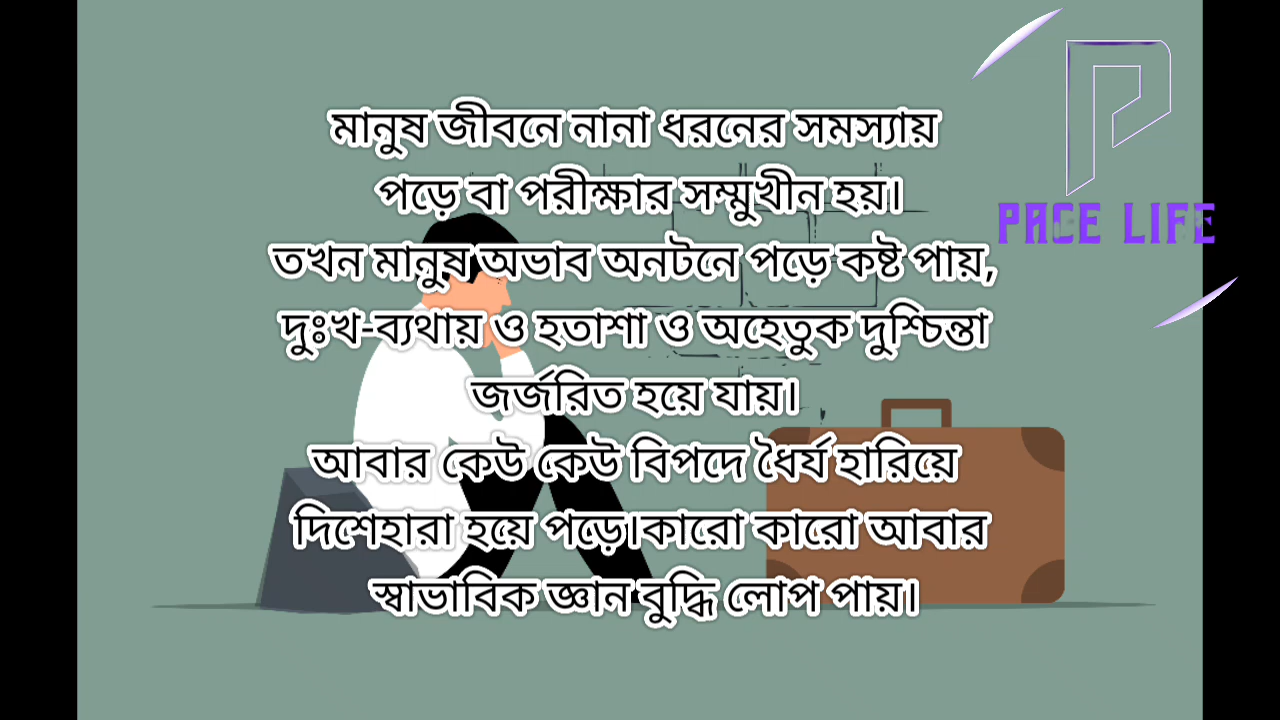 মানুষ জীবনে নানা ধরনের সমস্যায়
পড়ে বা পরীক্ষার সম্মুখীন হয়।
তখন মানুষ অভাব অনটনে পড়ে কষ্ট পায়,
দুঃখ-ব্যথায় ও হতাশা ও অহেতুক দুশ্চিন্তা
জর্জরিত হয়ে যায়।
আবার কেউ কেউ বিপদে ধৈর্য হারিয়ে
দিশেহারা হয়ে পড়ে।কারো কারো আবার
স্বাভাবিক জ্ঞান বুদ্ধি লোপ পায়।
P
PACE LIFE